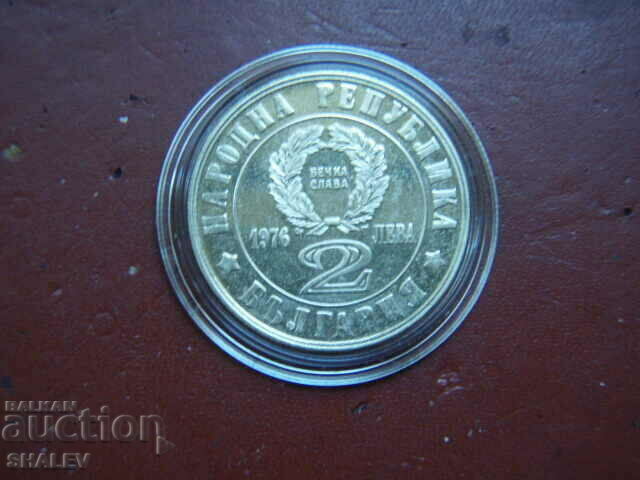 НАРОДНА РЕПУБЛИКА
ВЕЧНА
СЛАВА
1976 ЛЕВА
2
БЪЛГАРИЯ
BALKAN
auction
SHALEV